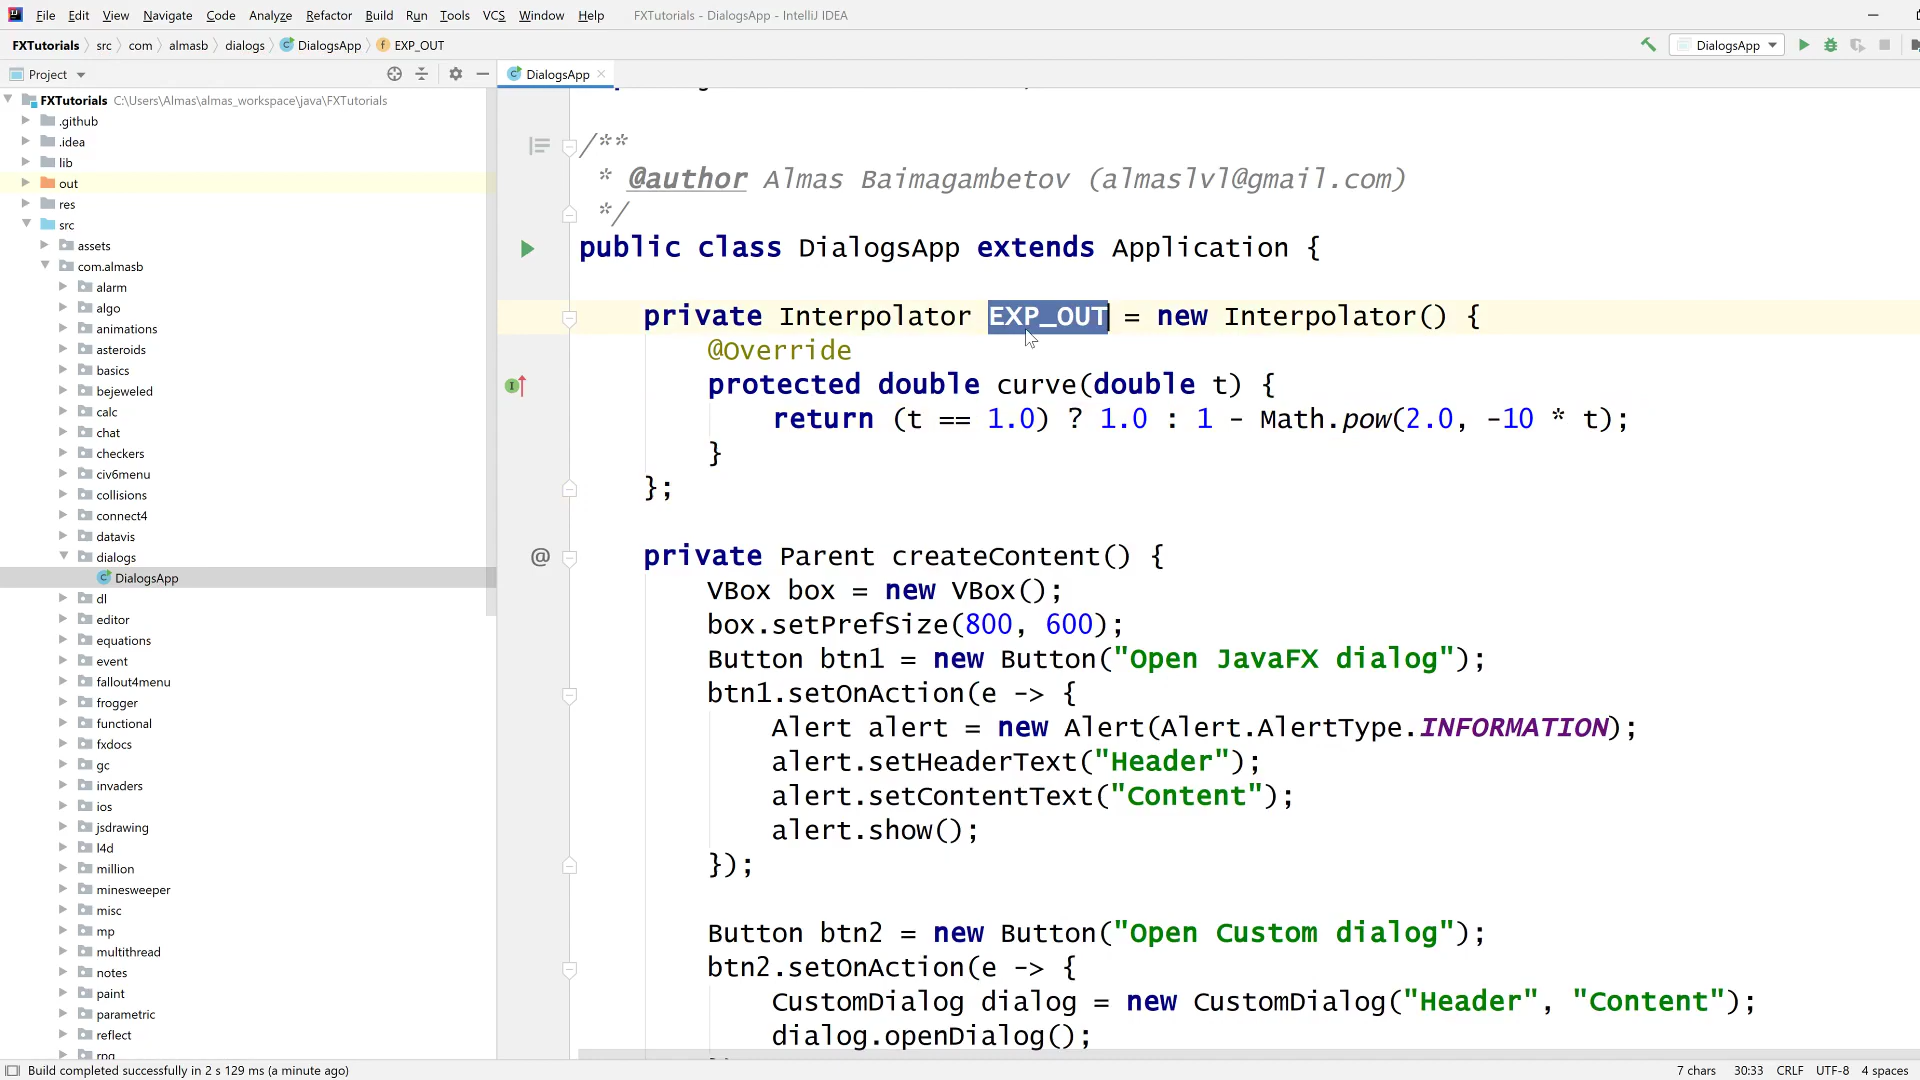 File Edit View Navigate Code Analyze Refactor Build Run Tools VCS Window Help FXTutorials - DialogsApp - IntelliJ IDEA
FXTutorials src com almasb dialogs DialogsApp EXP_OUT DialogsApp
Project DialogsApp
FXTutorials C:\Users\Almas\almas_workspace\java\FXTutorials
.github
.idea
lib
out
res
src
assets
com.almasb
alarm
algo
animations
asteroids
basics
bejeweled
calc
chat
checkers
civ6menu
collisions
connect4
datavis
dialogs
DialogsApp
dl
editor
equations
event
fallout4menu
frogger
functional
fxdocs
gc
invaders
ios
jsdrawing
l4d
million
minesweeper
misc
mp
multithread
notes
paint
parametric
reflect
rpg
/**
* @author Almas Baimagambetov (almaslvl@gmail.com)
*/
public class DialogsApp extends Application {
private Interpolator EXP_OUT = new Interpolator() {
@Override
protected double curve(double t) {
return (t == 1.0) ? 1.0 : 1 - Math.pow(2.0, -10 * t);
}
};
@ private Parent createContent() {
VBox box = new VBox();
box.setPrefSize(800, 600);
Button btn1 = new Button("Open JavaFX dialog");
btn1.setOnAction(e -> {
Alert alert = new Alert(Alert.AlertType.INFORMATION);
alert.setHeaderText("Header");
alert.setContentText("Content");
alert.show();
});
Button btn2 = new Button("Open Custom dialog");
btn2.setOnAction(e -> {
CustomDialog dialog = new CustomDialog("Header", "Content");
dialog.openDialog();
Build completed successfully in 2 s 129 ms (a minute ago) 7 chars 30:33 CRLF UTF-8 4 spaces